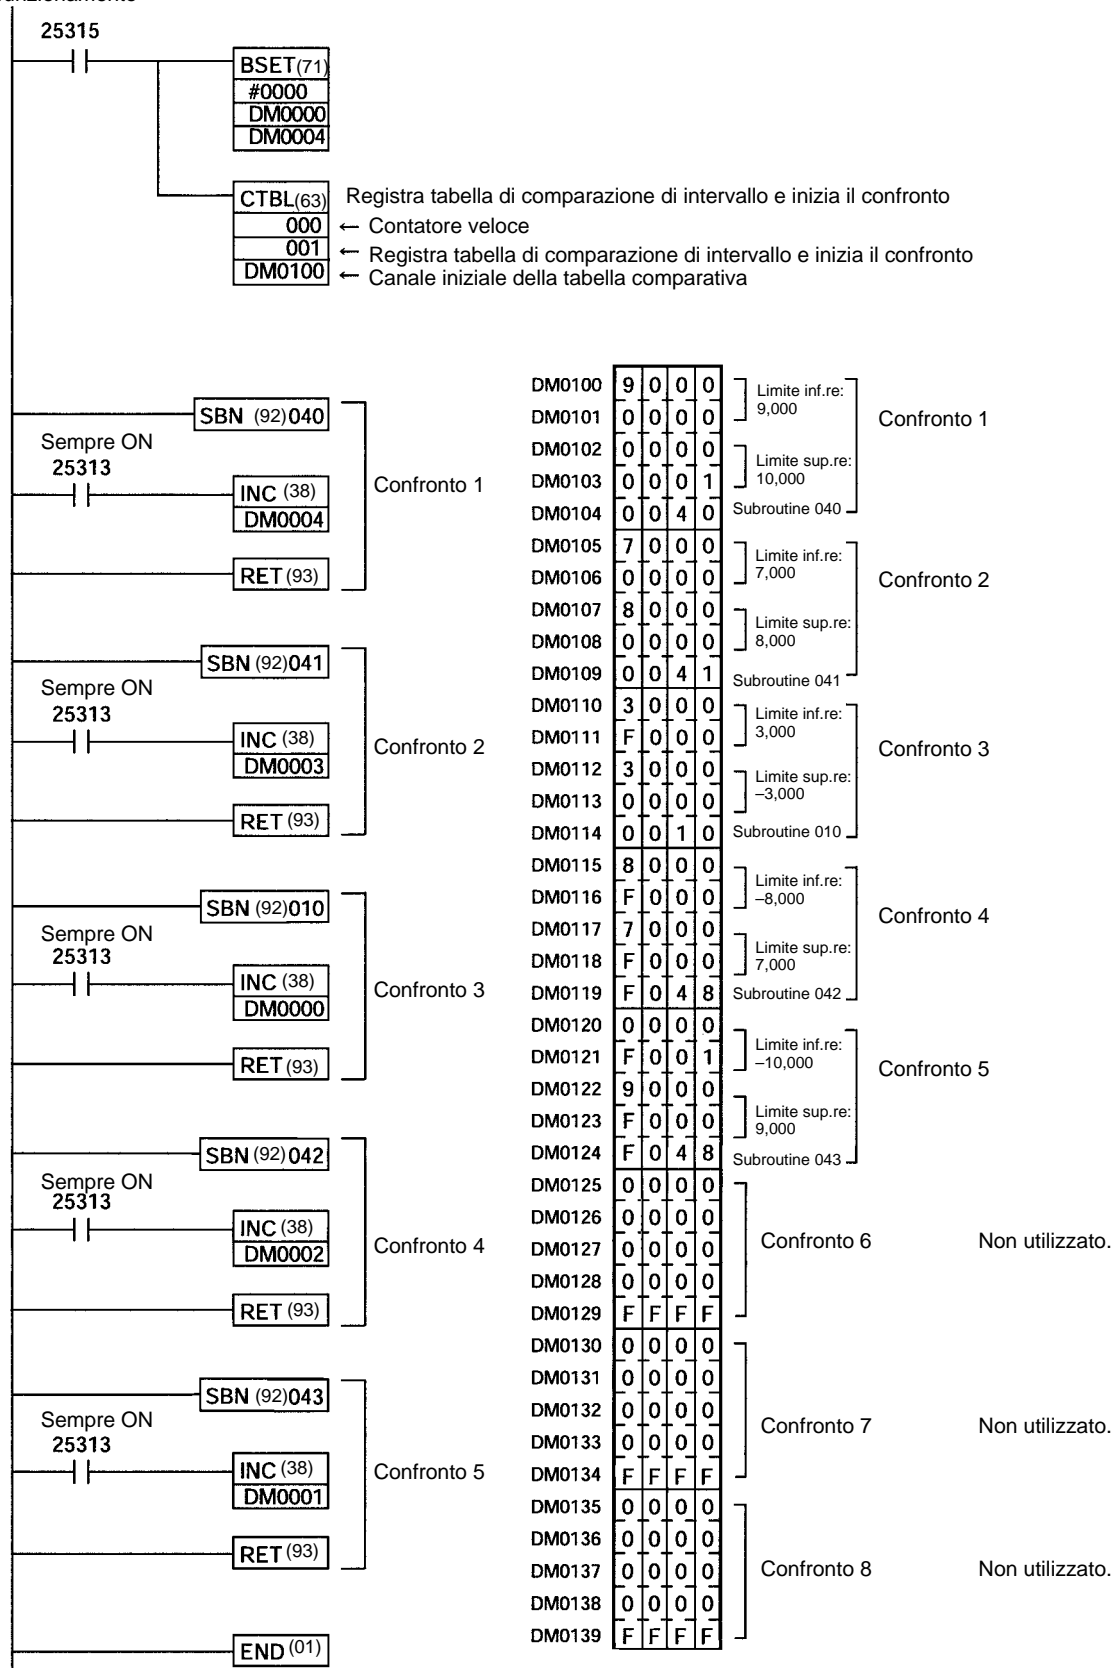 25315
BSET(71)
#0000
DM0000
DM0004
CTBL(63) Registra tabella di comparazione di intervallo e inizia il confronto
000 ← Contatore veloce
001 ← Registra tabella di comparazione di intervallo e inizia il confronto
DM0100 ← Canale iniziale della tabella comparativa
SBN (92)040
Sempre ON
25313
INC (38)
DM0004
RET (93)
Confronto 1
SBN (92)041
Sempre ON
25313
INC (38)
DM0003
RET (93)
Confronto 2
SBN (92)010
Sempre ON
25313
INC (38)
DM0000
RET (93)
Confronto 3
SBN (92)042
Sempre ON
25313
INC (38)
DM0002
RET (93)
Confronto 4
SBN (92)043
Sempre ON
25313
INC (38)
DM0001
RET (93)
Confronto 5
END (01)
DM0100 9 0 0 0
DM0101 0 0 0 0
Limite inf.re:
9,000
DM0102 0 0 0 0
DM0103 0 0 0 1
Limite sup.re:
10,000
DM0104 0 0 4 0 Subroutine 040
Confronto 1
DM0105 7 0 0 0
DM0106 0 0 0 0
Limite inf.re:
7,000
DM0107 8 0 0 0
DM0108 0 0 0 0
Limite sup.re:
8,000
DM0109 0 0 4 1 Subroutine 041
Confronto 2
DM0110 3 0 0 0
DM0111 F 0 0 0
Limite inf.re:
3,000
DM0112 3 0 0 0
DM0113 0 0 0 0
Limite sup.re:
–3,000
DM0114 0 0 1 0 Subroutine 010
Confronto 3
DM0115 8 0 0 0
DM0116 F 0 0 0
Limite inf.re:
–8,000
DM0117 7 0 0 0
DM0118 F 0 0 0
Limite sup.re:
7,000
DM0119 F 0 4 8 Subroutine 042
Confronto 4
DM0120 0 0 0 0
DM0121 F 0 0 1
Limite inf.re:
–10,000
DM0122 9 0 0 0
DM0123 F 0 0 0
Limite sup.re:
9,000
DM0124 F 0 4 8 Subroutine 043
Confronto 5
DM0125 0 0 0 0
DM0126 0 0 0 0
DM0127 0 0 0 0
DM0128 0 0 0 0
DM0129 F F F F
Confronto 6 Non utilizzato.
DM0130 0 0 0 0
DM0131 0 0 0 0
DM0132 0 0 0 0
DM0133 0 0 0 0
DM0134 F F F F
Confronto 7 Non utilizzato.
DM0135 0 0 0 0
DM0136 0 0 0 0
DM0137 0 0 0 0
DM0138 0 0 0 0
DM0139 F F F F
Confronto 8 Non utilizzato.